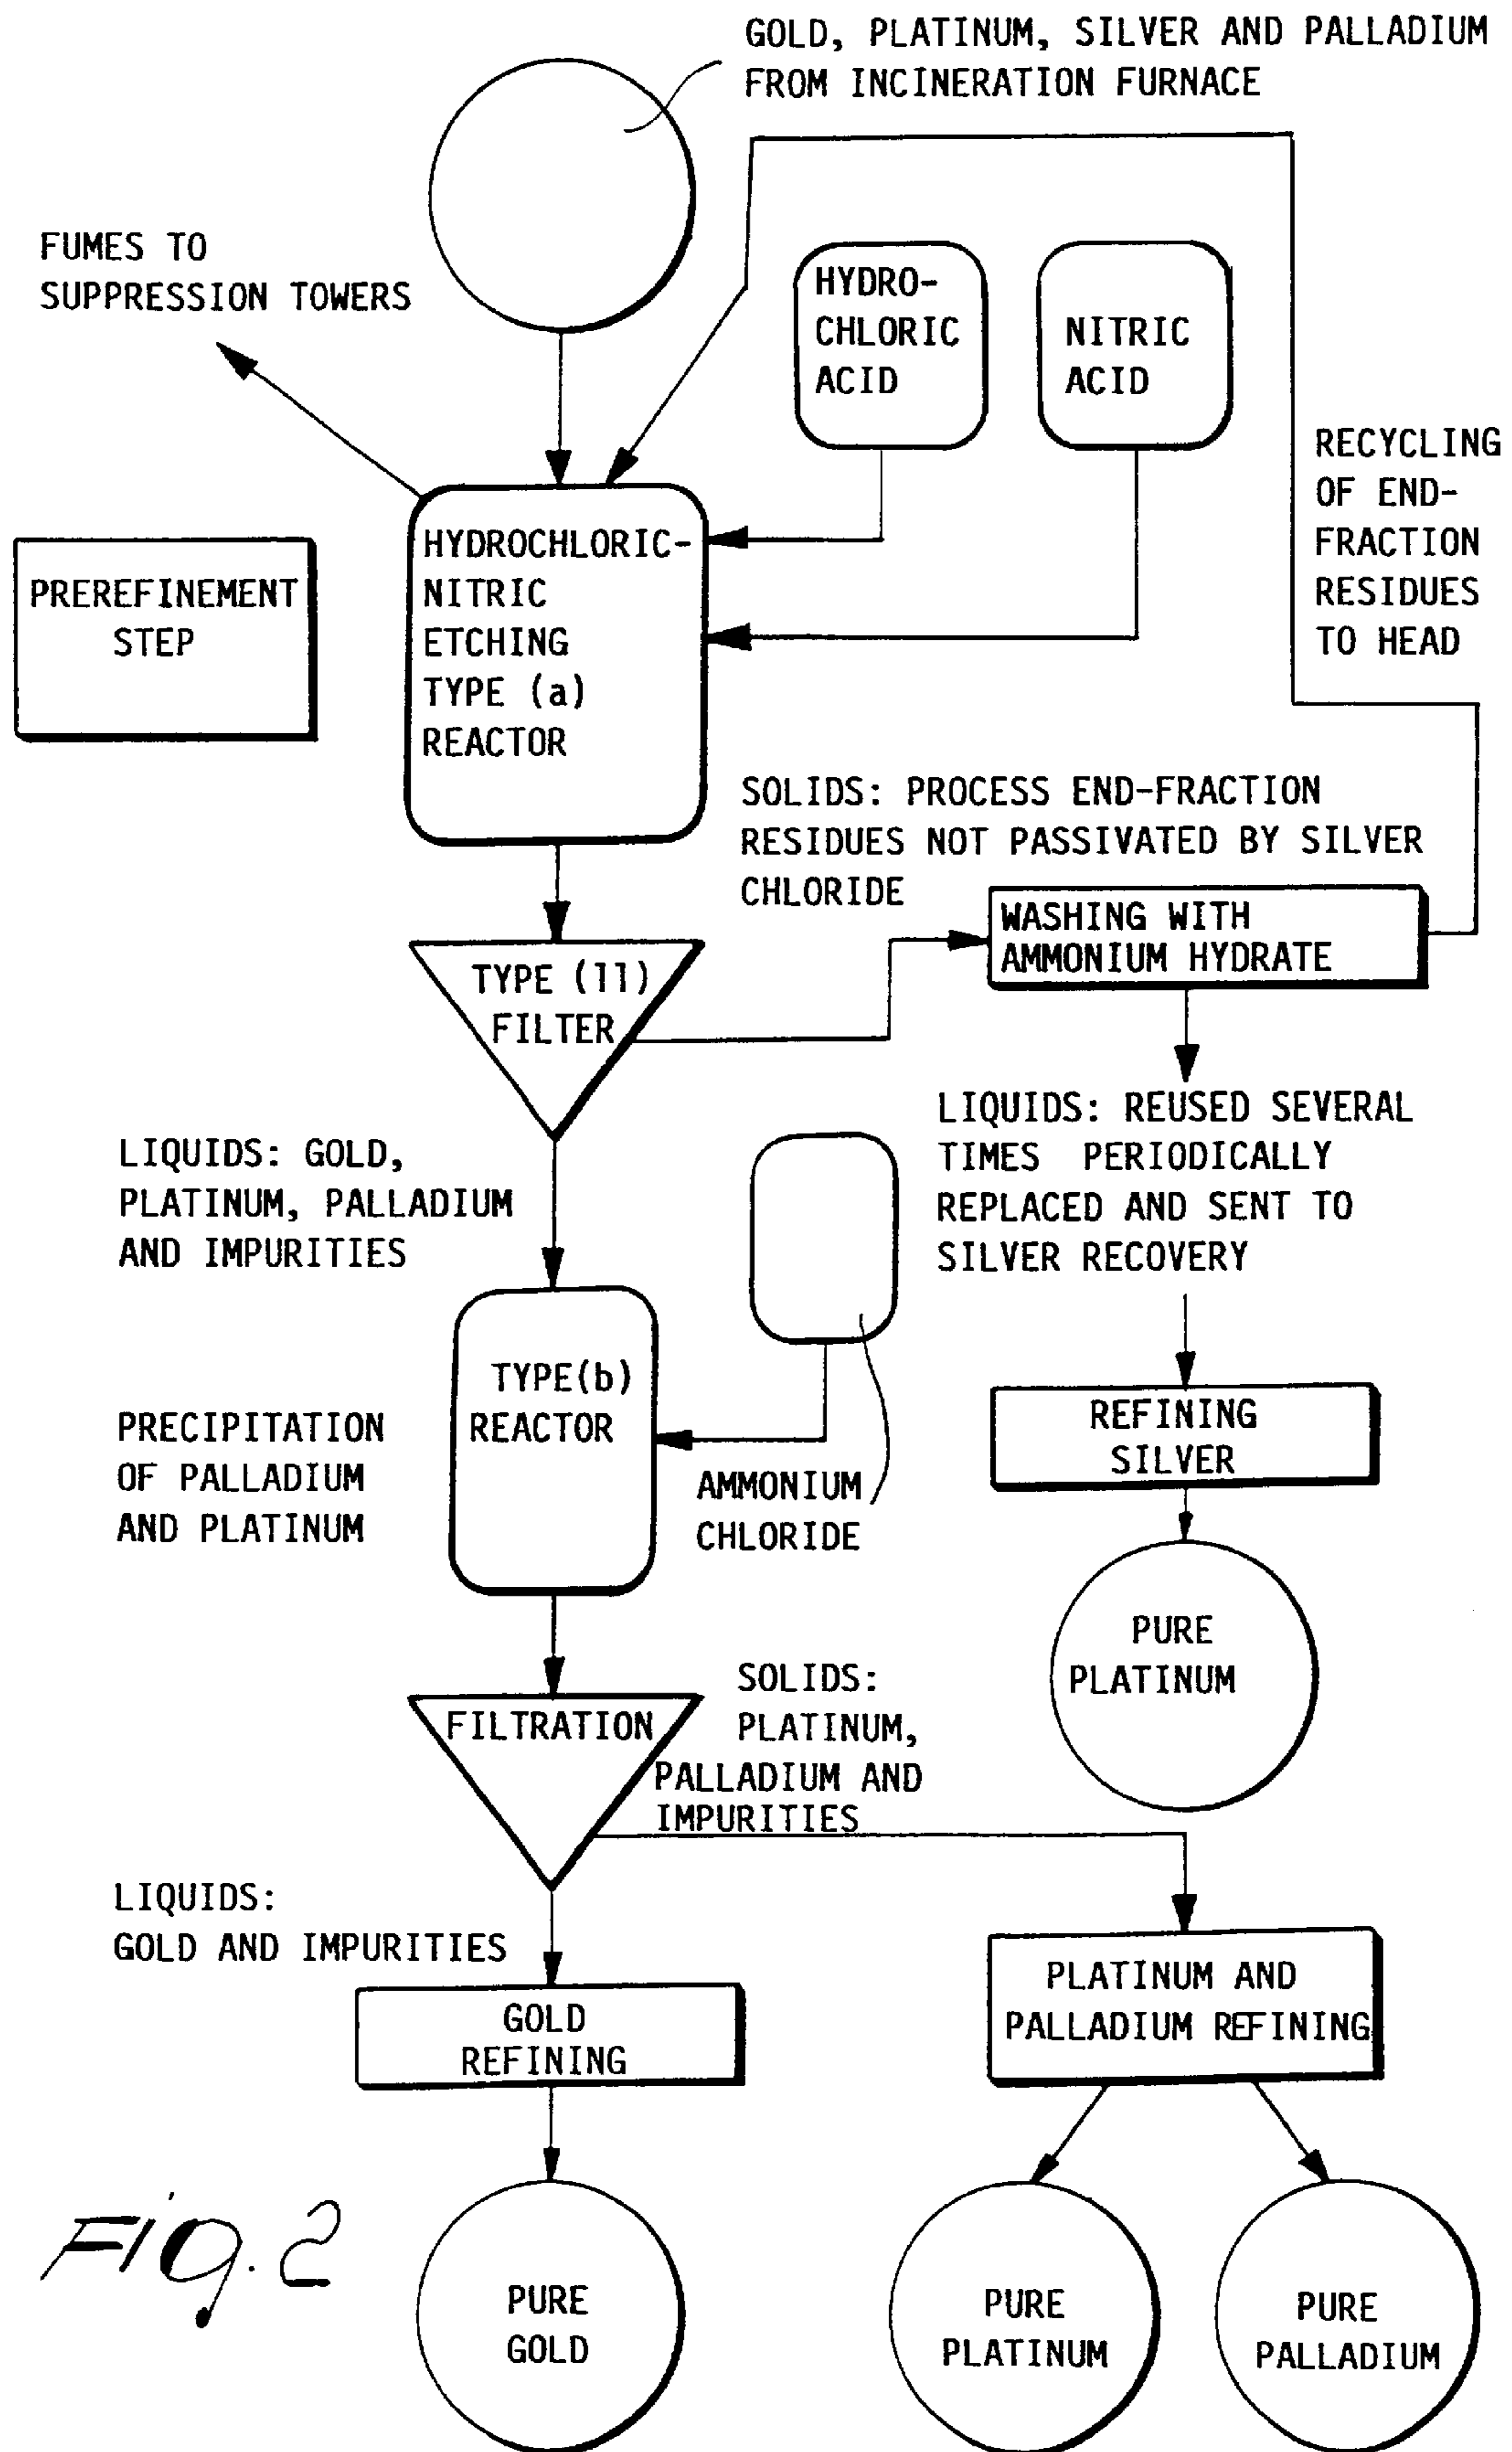 GOLD, PLATINUM, SILVER AND PALLADIUM
FROM INCINERATION FURNACE
FUMES TO
SUPPRESSION TOWERS
HYDRO-
CHLORIC
ACID
NITRIC
ACID
RECYCLING
OF END-
FRACTION
RESIDUES
TO HEAD
PREREFINEMENT
STEP
HYDROCHLORIC-
NITRIC
ETCHING
TYPE (a)
REACTOR
SOLIDS: PROCESS END-FRACTION
RESIDUES NOT PASSIVATED BY SILVER
CHLORIDE
WASHING WITH
AMMONIUM HYDRATE
TYPE (11)
FILTER
LIQUIDS: REUSED SEVERAL
TIMES PERIODICALLY
REPLACED AND SENT TO
SILVER RECOVERY
LIQUIDS: GOLD,
PLATINUM, PALLADIUM
AND IMPURITIES
TYPE(b)
REACTOR
PRECIPITATION
OF PALLADIUM
AND PLATINUM
AMMONIUM
CHLORIDE
REFINING
SILVER
PURE
PLATINUM
FILTRATION
SOLIDS:
PLATINUM,
PALLADIUM AND
IMPURITIES
LIQUIDS:
GOLD AND IMPURITIES
GOLD
REFINING
PLATINUM AND
PALLADIUM REFINING
PURE
GOLD
PURE
PLATINUM
PURE
PALLADIUM
Fig. 2